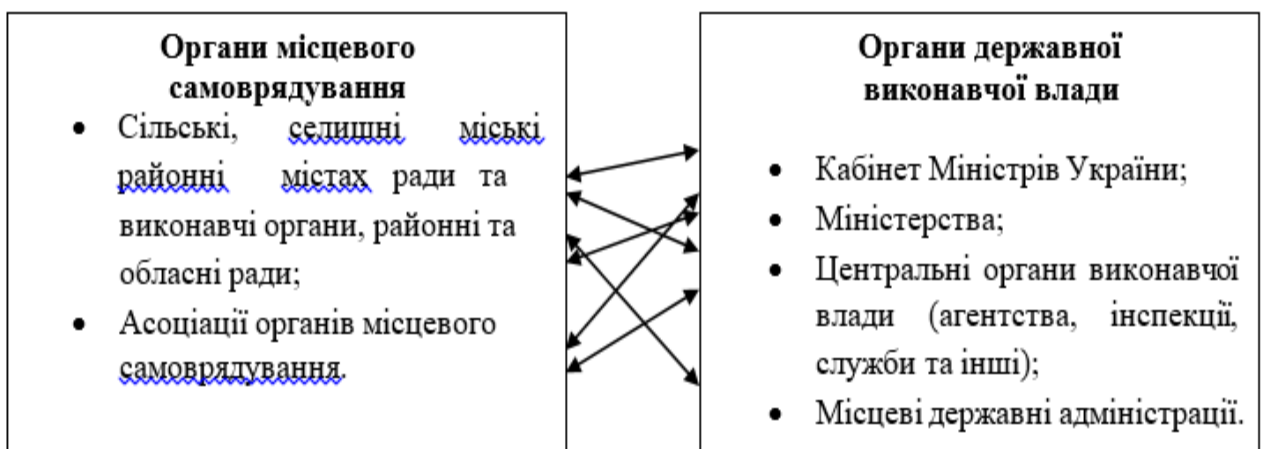 Органи місцевого
самоврядування
• Сільські, селищні міські
районні містах ради та
виконавчі органи, районні та
обласні ради;
• Асоціації органів місцевого
самоврядування.
Органи державної
виконавчої влади
• Кабінет Міністрів України;
• Міністерства;
• Центральні органи виконавчої
влади (агентства, інспекції,
служби та інші);
• Місцеві державні адміністрації.